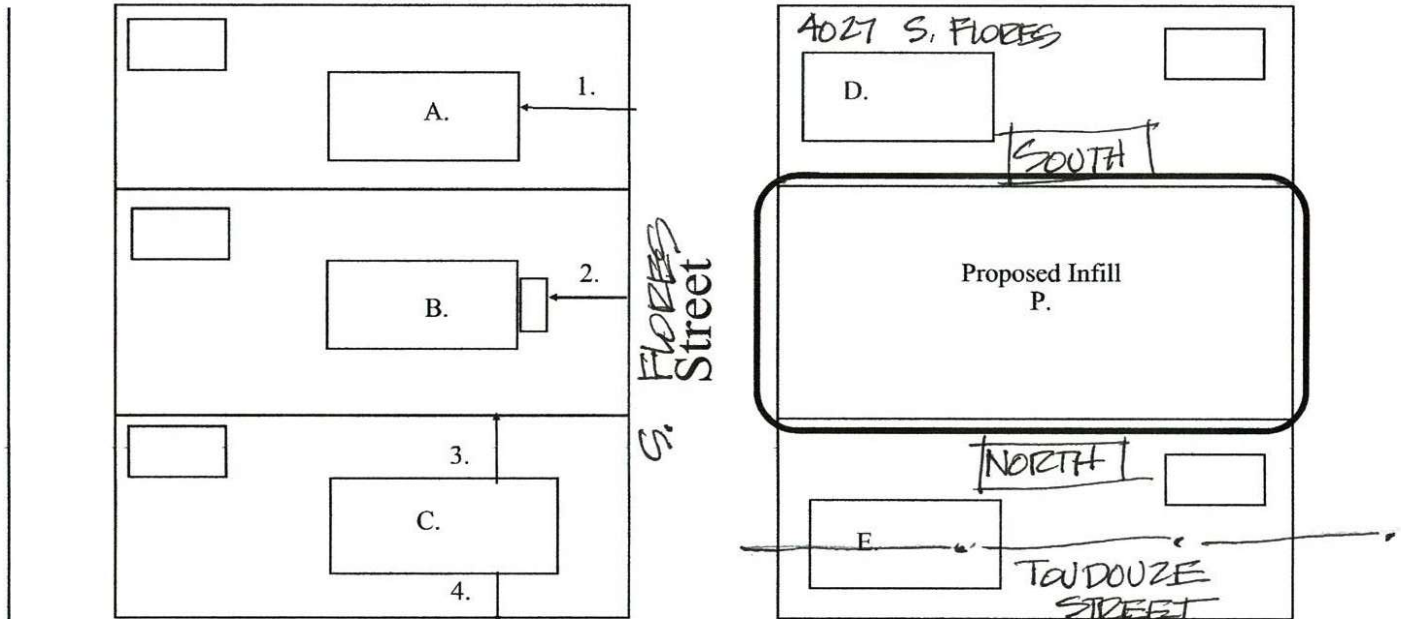 4027 S. FLORES
D.
1.
A.
SOUTH
2.
B.
S. FLORES
Street
Proposed Infill
P.
NORTH
3.
C.
4.
E.
TOUDOUZE
STREET